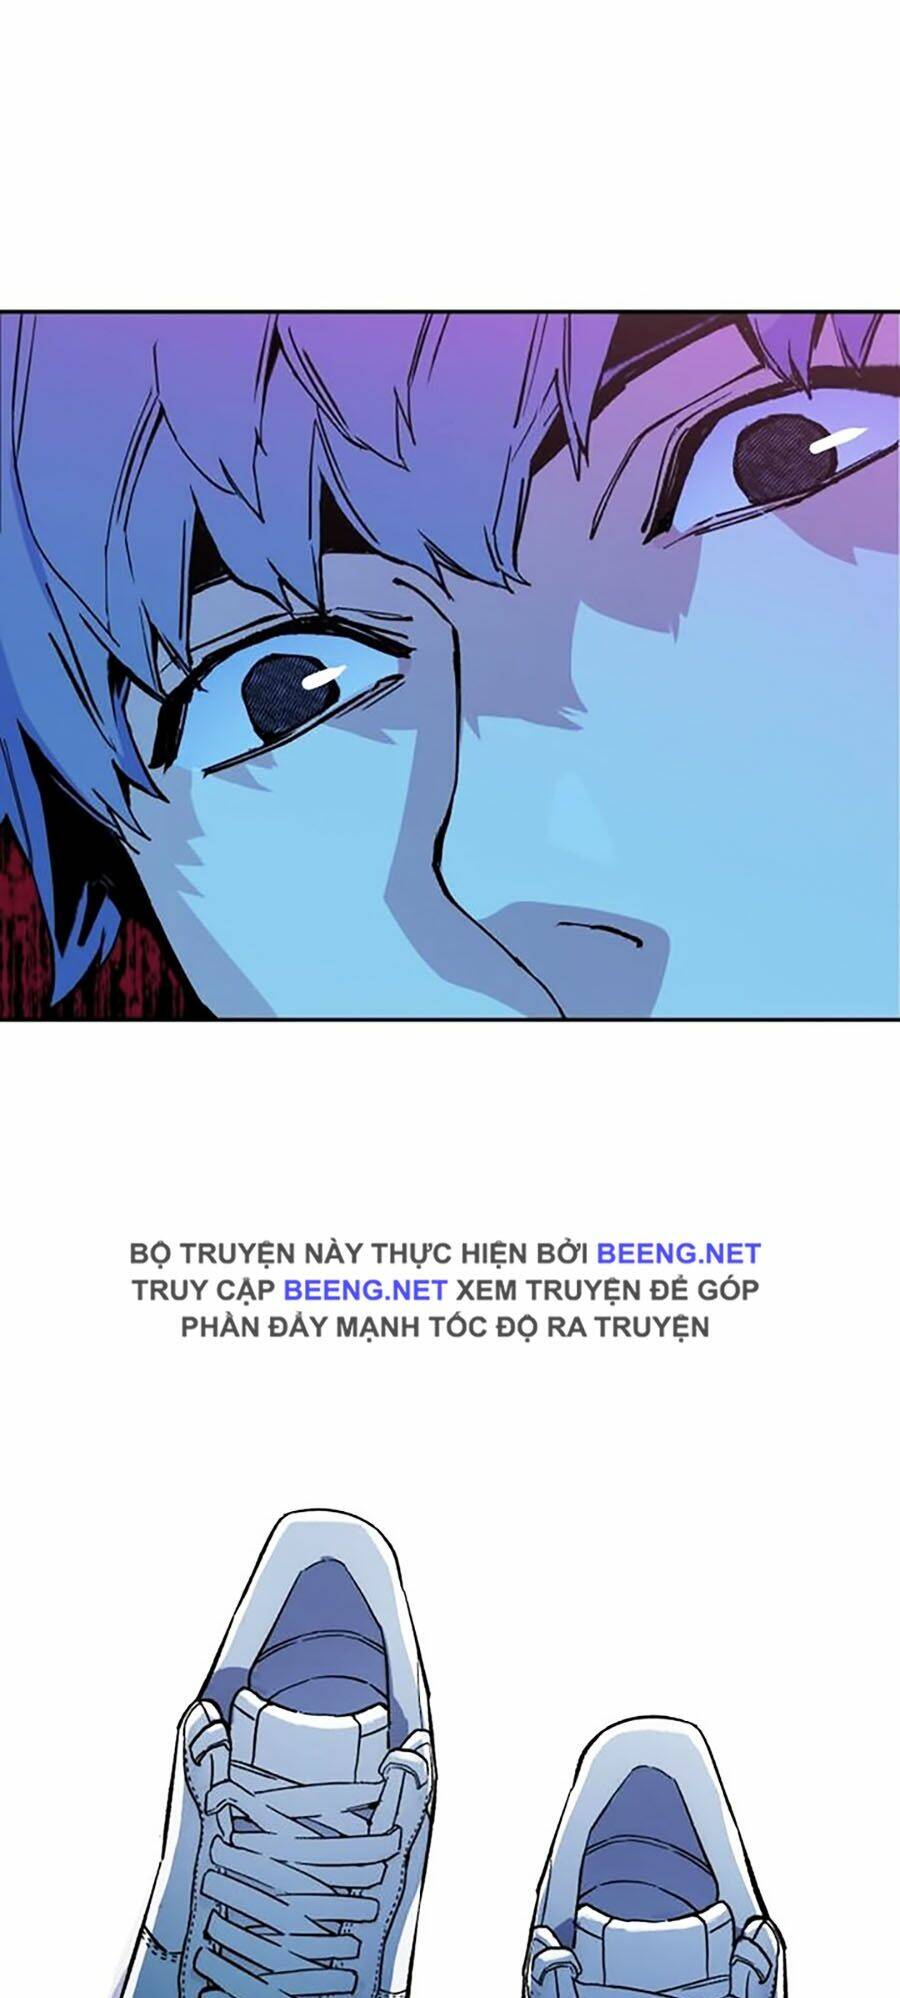 BỘ TRUYỆN NÀY THỰC HIỆN BỞI BEENG.NET
TRUY CẬP BEENG.NET XEM TRUYỆN ĐỂ GÓP
PHẦN ĐẨY MẠNH TỐC ĐỘ RA TRUYỆN